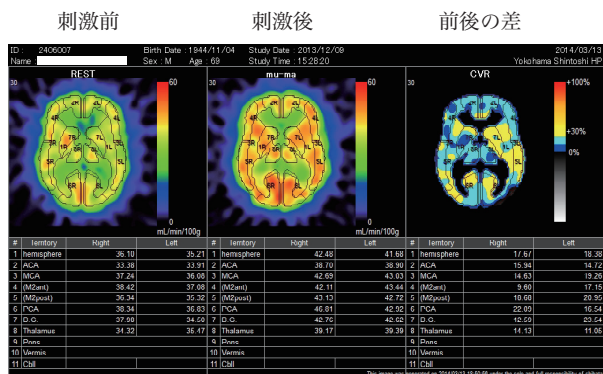 刺激前 刺激後 前後の差
ID : 2406007 Birth Date : 1944/11/04 Study Date : 2013/12/09 2014/03/13
Name Sex : M Age : 69 Study Time : 15:28:20 Yokohama Shintoshi HP
REST mu-ma CVR
30 60 30 60 30 +100%
+30%
0%
0 0
mL/min/100g mL/min/100g
# Territory Right Left # Territory Right Left # Territory Right Left
1 hemisphere 36.10 35.21 1 hemisphere 42.48 41.68 1 hemisphere 17.67 18.38
2 ACA 33.38 33.91 2 ACA 38.70 38.90 2 ACA 15.94 14.72
3 MCA 37.24 36.08 3 MCA 42.69 43.03 3 MCA 14.63 19.26
4 (M2ant) 38.42 37.08 4 (M2ant) 42.11 43.44 4 (M2ant) 9.60 17.15
5 (M2post) 36.34 35.32 5 (M2post) 43.13 42.72 5 (M2post) 18.68 20.95
6 PCA 38.34 36.83 6 PCA 46.81 42.92 6 PCA 22.09 16.54
7 D.G. 37.98 34.50 7 D.G. 42.76 42.62 7 D.G. 12.59 23.54
8 Thalamus 34.32 35.47 8 Thalamus 39.17 39.39 8 Thalamus 14.13 11.06
9 Pons 9 Pons 9 Pons
10 Vermis 10 Vermis 10 Vermis
11 Cbll 11 Cbll 11 Cbll